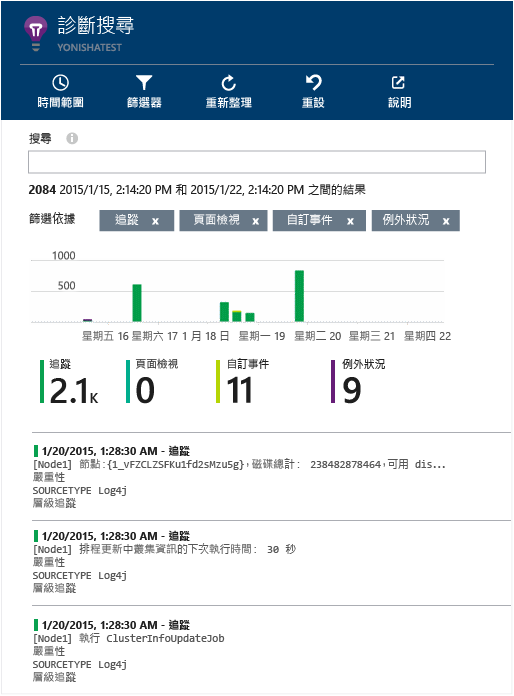 診斷搜尋
YONISHATEST
時間範圍 篩選器 重新整理 重設 說明
搜尋
2084 2015/1/15, 2:14:20 PM 和 2015/1/22, 2:14:20 PM 之間的結果
篩選依據 追蹤 x 頁面檢視 x 自訂事件 x 例外狀況 x
1000
500
星期五 16 星期六 17 1 月 18 日 星期一 19 星期二 20 星期三 21 星期四 22
追蹤 頁面檢視 自訂事件 例外狀況
2.1K 0 11 9
1/20/2015, 1:28:30 AM - 追蹤
[Node1] 節點:{1_vFZCLZSFKu1fd2sMzu5g},磁碟總計: 238482878464,可用 dis...
嚴重性
SOURCETYPE Log4j
層級追蹤
1/20/2015, 1:28:30 AM - 追蹤
[Node1] 排程更新中叢集資訊的下次執行時間: 30 秒
嚴重性
SOURCETYPE Log4j
層級追蹤
1/20/2015, 1:28:30 AM - 追蹤
[Node1] 執行 ClusterInfoUpdateJob
嚴重性
SOURCETYPE Log4j
層級追蹤